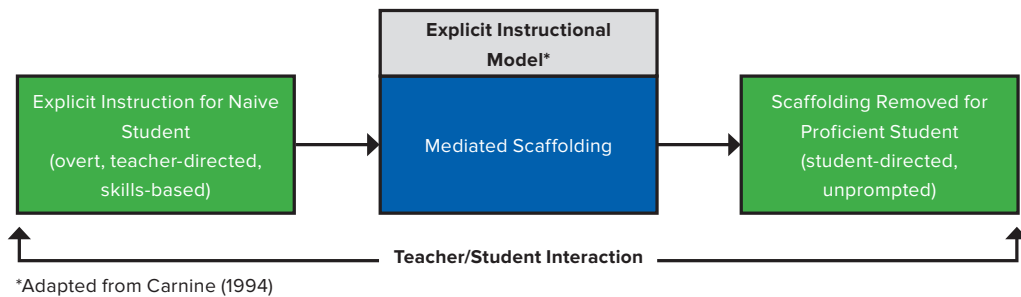 Explicit Instructional
Model*
Explicit Instruction for Naive
Student
(overt, teacher-directed,
skills-based)
Mediated Scaffolding
Scaffolding Removed for
Proficient Student
(student-directed,
unprompted)
Teacher/Student Interaction
*Adapted from Carnine (1994)